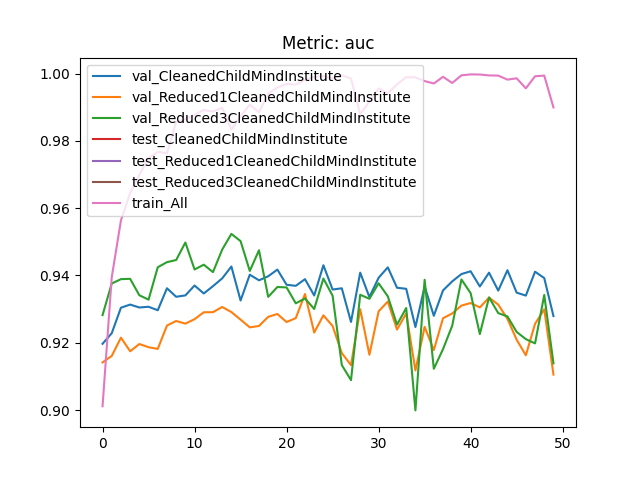 Metric: auc
1.00
0.98
0.96
0.94
0.92
0.90
val_CleanedChildMindInstitute
val_Reduced1CleanedChildMindInstitute
val_Reduced3CleanedChildMindInstitute
test_CleanedChildMindInstitute
test_Reduced1CleanedChildMindInstitute
test_Reduced3CleanedChildMindInstitute
train_All
0
10
20
30
40
50